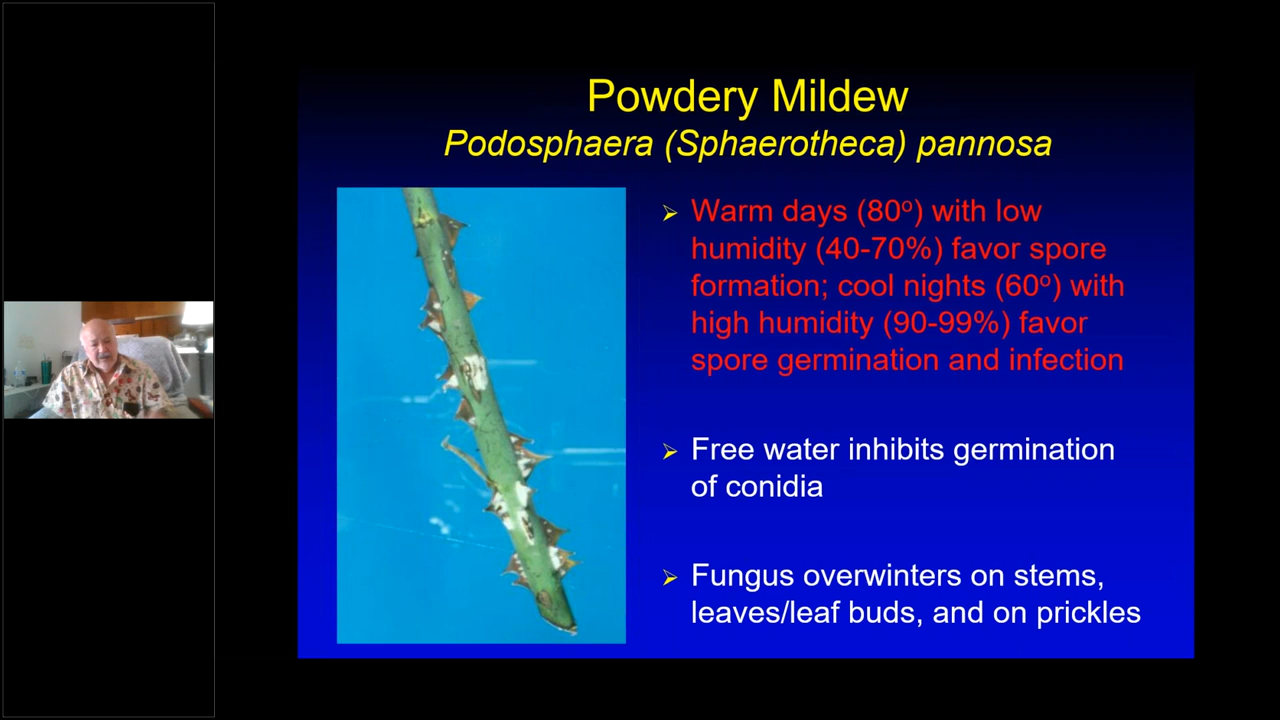 Powdery Mildew
Podosphaera (Sphaerotheca) pannosa
Warm days (80º) with low
humidity (40-70%) favor spore
formation; cool nights (60º) with
high humidity (90-99%) favor
spore germination and infection
Free water inhibits germination
of conidia
Fungus overwinters on stems,
leaves/leaf buds, and on prickles